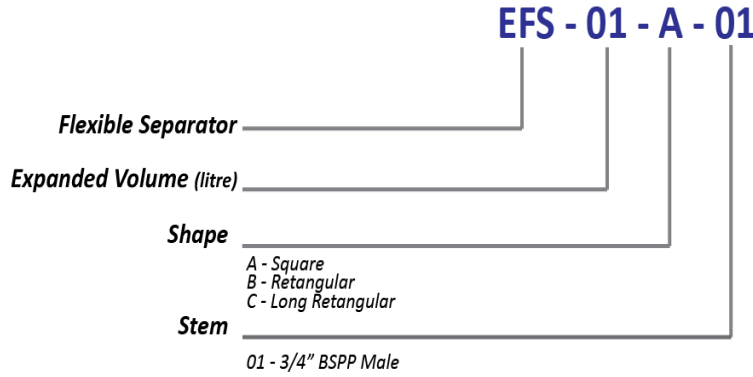 EFS - 01 - A - 01
Flexible Separator
Expanded Volume (litre)
Shape
A - Square
B - Retangular
C - Long Retangular
Stem
01 - 3/4" BSPP Male